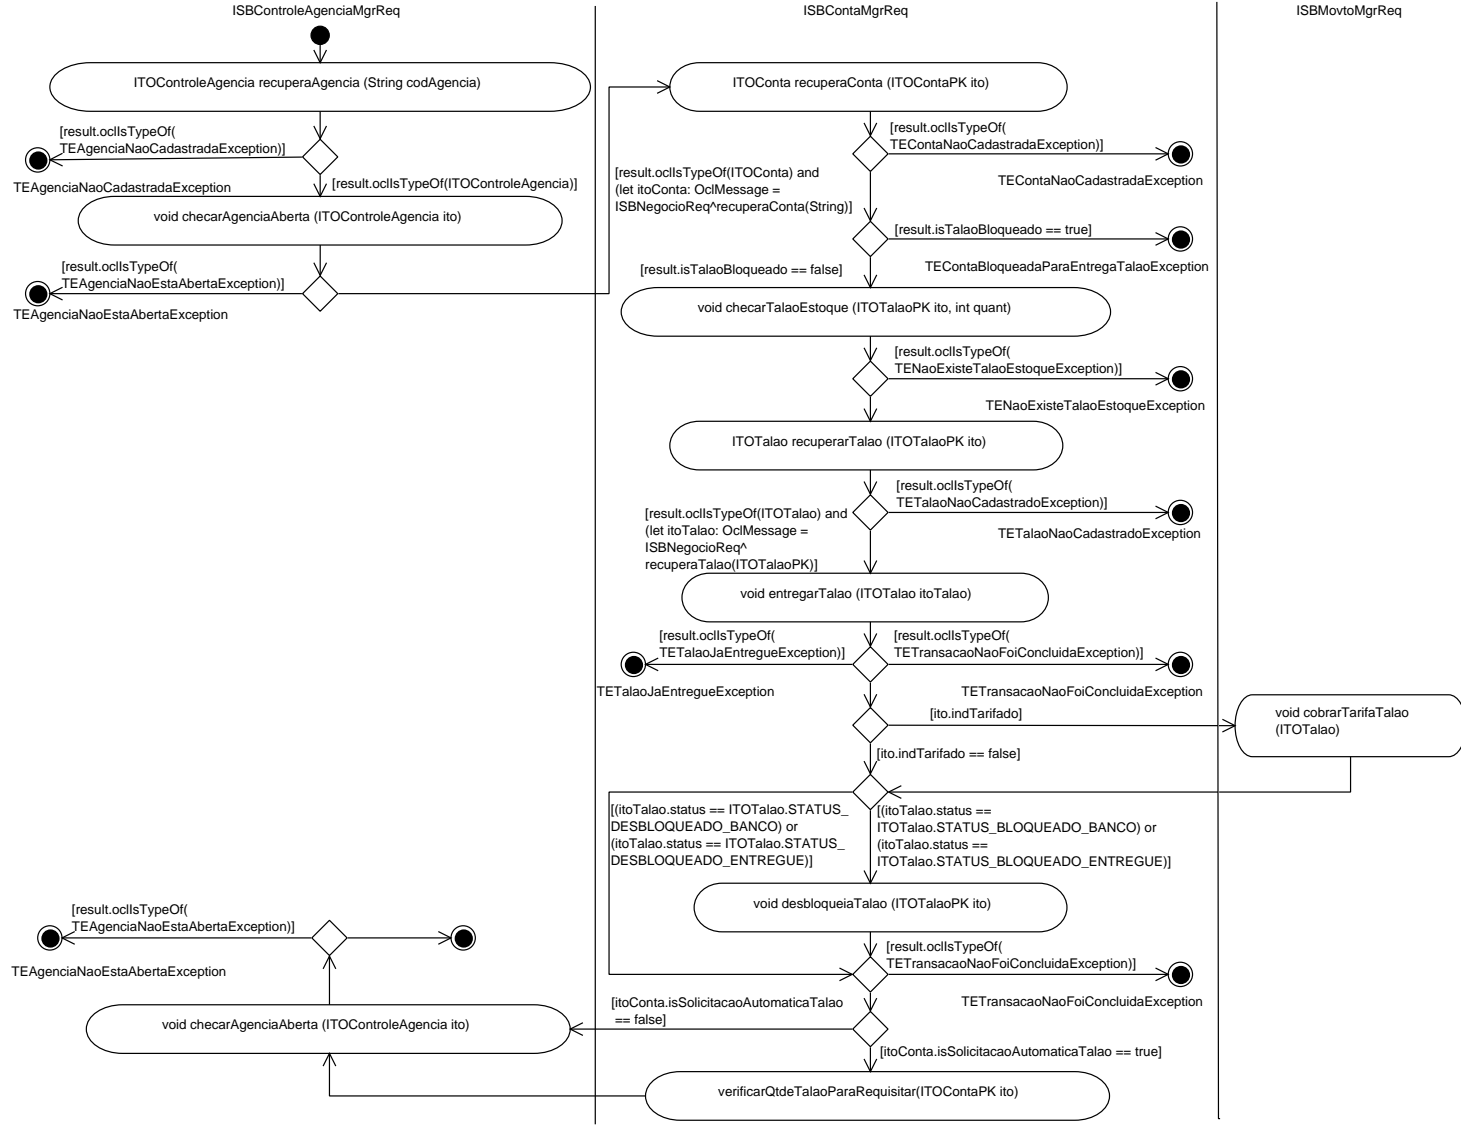 ISBControleAgenciaMgrReq
ISBContaMgrReq
ISBMovtoMgrReq
ITOControleAgencia recuperaAgencia (String codAgencia)
[result.oclIsTypeOf(
TEAgenciaNaoCadastradaException)]
TEAgenciaNaoCadastradaException
[result.oclIsTypeOf(ITOControleAgencia)]
void checarAgenciaAberta (ITOControleAgencia ito)
[result.oclIsTypeOf(
TEAgenciaNaoEstaAbertaException)]
TEAgenciaNaoEstaAbertaException
ITOConta recuperaConta (ITOContaPK ito)
[result.oclIsTypeOf(
TEContaNaoCadastradaException)]
TEContaNaoCadastradaException
[result.oclIsTypeOf(ITOConta) and
(let itoConta: OclMessage =
ISBNegocioReq^recuperaConta(String)]
[result.isTalaoBloqueado == true]
TEContaBloqueadaParaEntregaTalaoException
[result.isTalaoBloqueado == false]
void checarTalaoEstoque (ITOTalaoPK ito, int quant)
[result.oclIsTypeOf(
TENaoExisteTalaoEstoqueException)]
TENaoExisteTalaoEstoqueException
ITOTalao recuperarTalao (ITOTalaoPK ito)
[result.oclIsTypeOf(
TETalaoNaoCadastradoException)]
TETalaoNaoCadastradoException
[result.oclIsTypeOf(ITOTalao) and
(let itoTalao: OclMessage =
ISBNegocioReq^
recuperaTalao(ITOTalaoPK)]
void entregarTalao (ITOTalao itoTalao)
[result.oclIsTypeOf(
TETalaoJaEntregueException)]
TETalaoJaEntregueException
[result.oclIsTypeOf(
TETransacaoNaoFoiConcluidaException)]
TETransacaoNaoFoiConcluidaException
[ito.indTarifado]
void cobrarTarifaTalao
(ITOTalao)
[ito.indTarifado == false]
[(itoTalao.status == ITOTalao.STATUS_
DESBLOQUEADO_BANCO) or
(itoTalao.status == ITOTalao.STATUS_
DESBLOQUEADO_ENTREGUE)]
[(itoTalao.status ==
ITOTalao.STATUS_BLOQUEADO_BANCO) or
(itoTalao.status ==
ITOTalao.STATUS_BLOQUEADO_ENTREGUE)]
void desbloqueiaTalao (ITOTalaoPK ito)
[result.oclIsTypeOf(
TETransacaoNaoFoiConcluidaException)]
TETransacaoNaoFoiConcluidaException
[result.oclIsTypeOf(
TEAgenciaNaoEstaAbertaException)]
TEAgenciaNaoEstaAbertaException
void checarAgenciaAberta (ITOControleAgencia ito)
[itoConta.isSolicitacaoAutomaticaTalao
== false]
[itoConta.isSolicitacaoAutomaticaTalao == true]
verificarQtdeTalaoParaRequisitar(ITOContaPK ito)